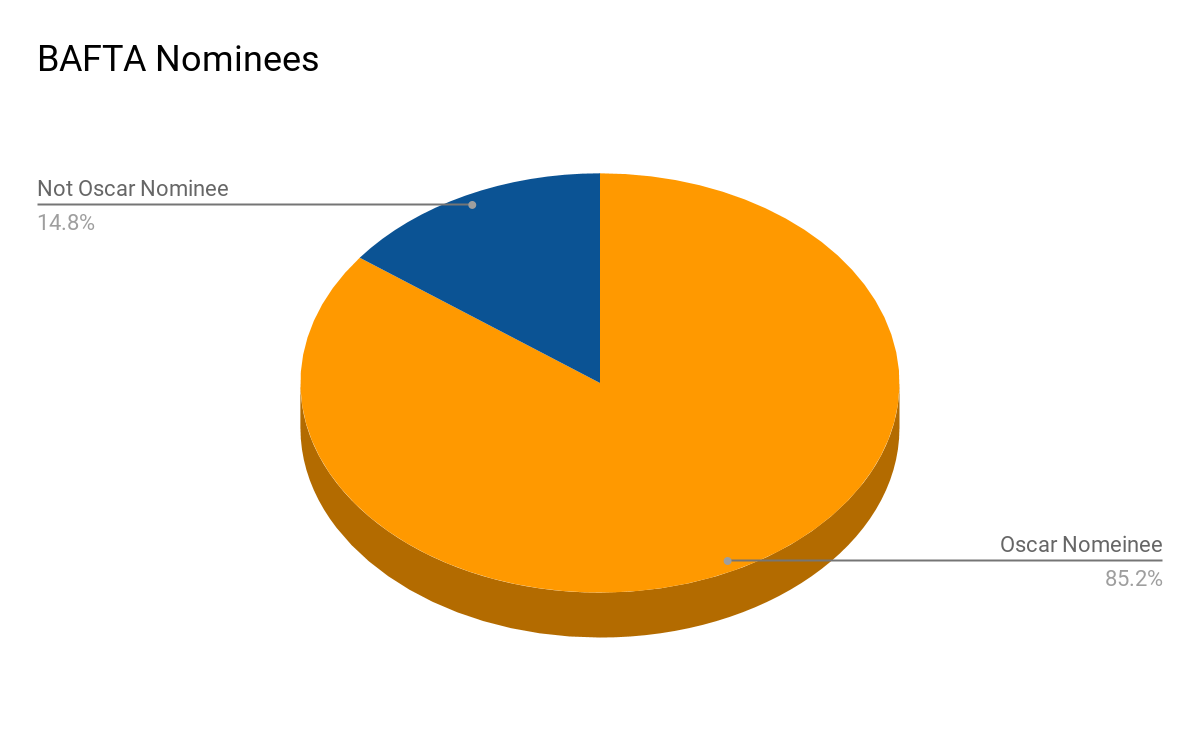 BAFTA Nominees
Not Oscar Nominee
14.8%
Oscar Nomeinee
85.2%